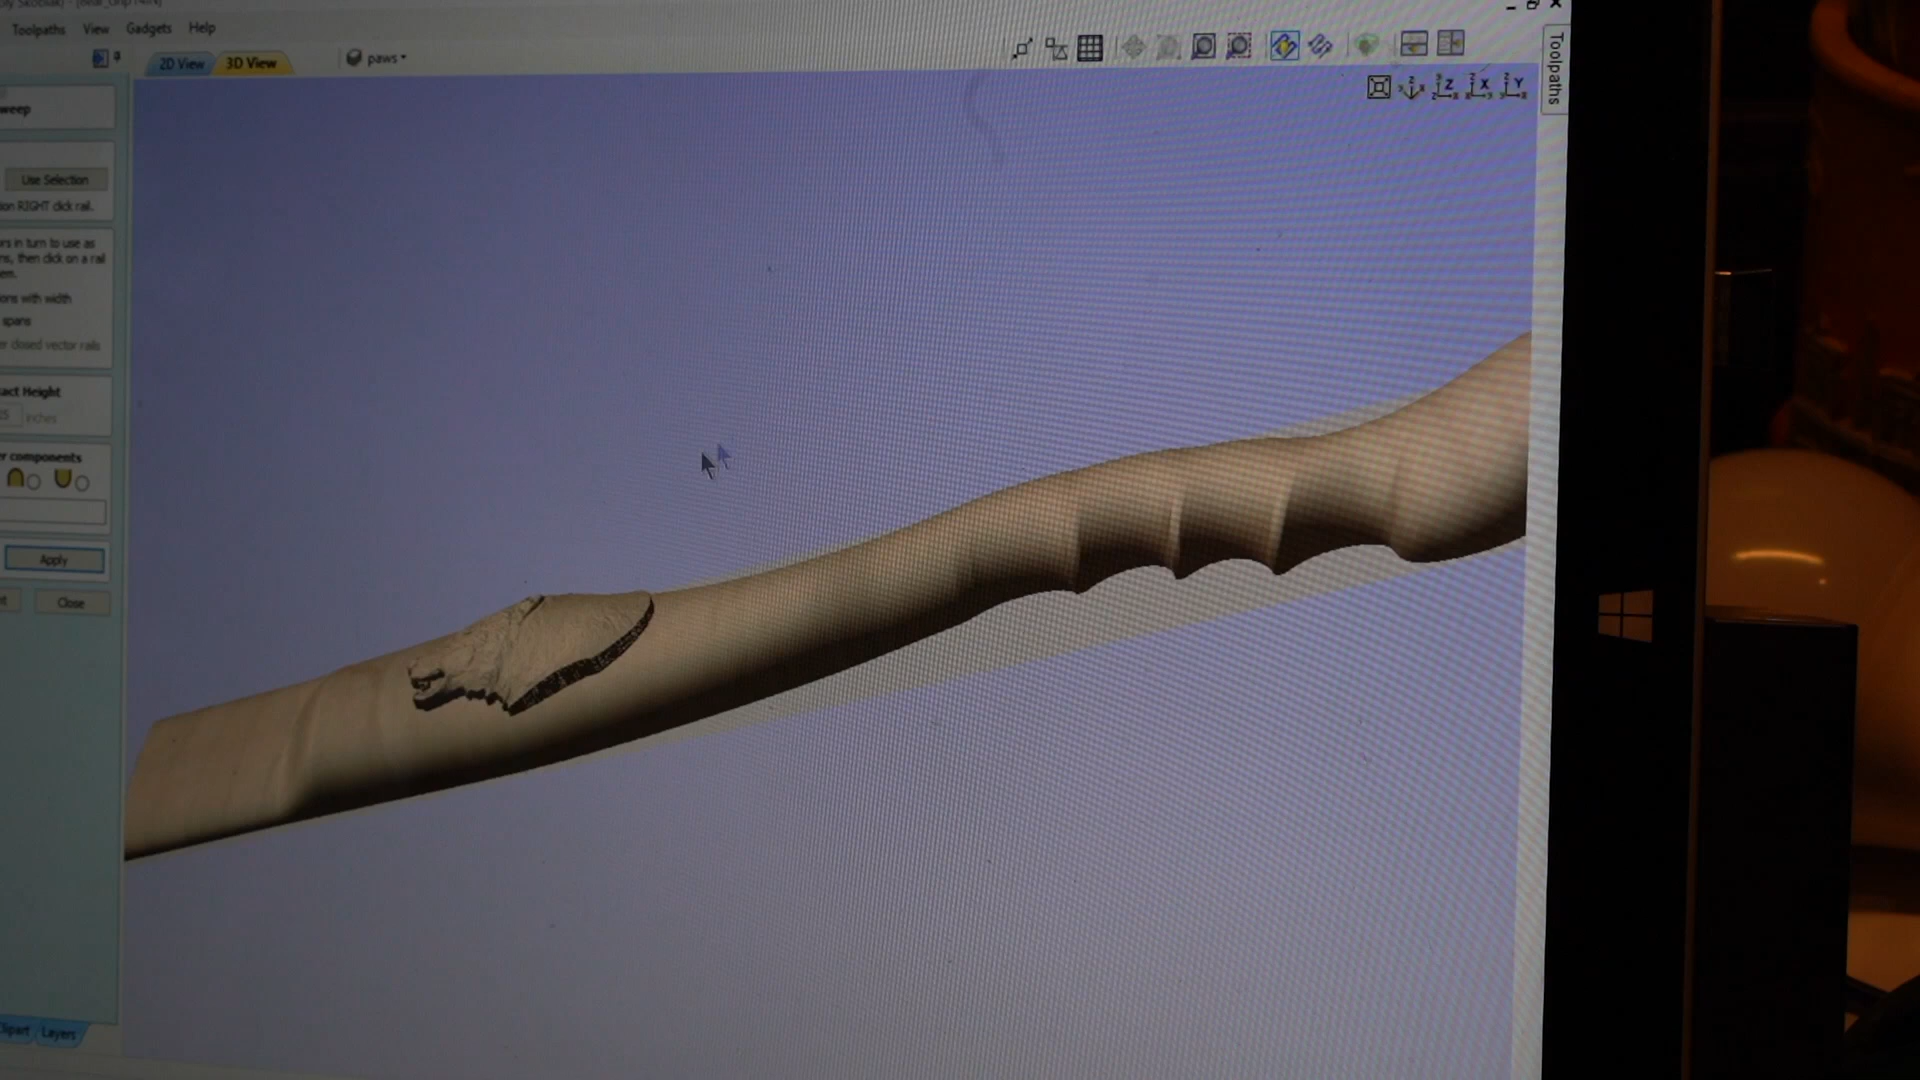 Toolpaths View Gadgets Help
2D View 3D View paws
Toolpaths
Z X Y
weep
Use Selection
on RIGHT click rail.
rs in turn to use as
ns, then click on a rail
em.
ons with width
spans
er closed vector rails
act Height
inches
r components
Apply
Close
lipart Layers